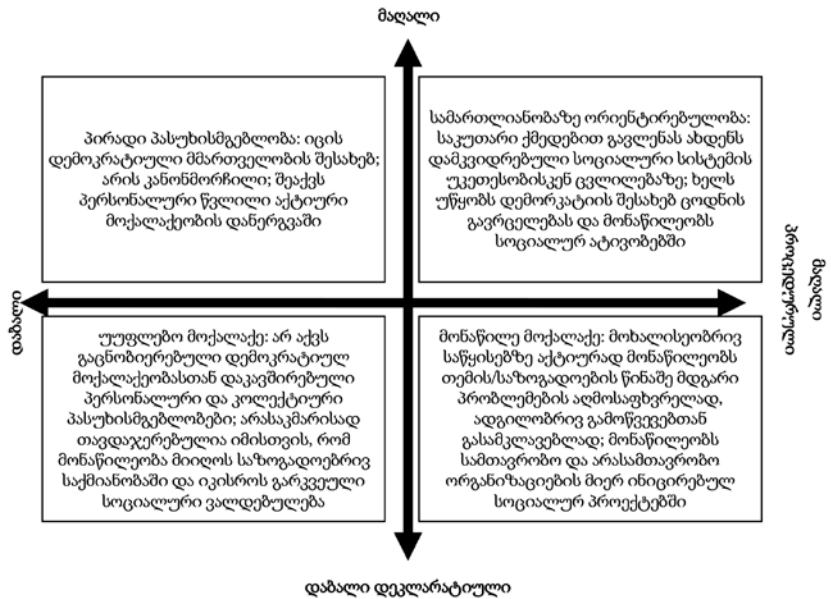 მაღალი
პირადი პასუხისმგებლობა: იცის
დემოკრატიული მმართველობის შესახებ;
არის კანონმორჩილი; შეაქვს
პერსონალური წვლილი აქტიური
მოქალაქეობის დანერგვაში
სამართლიანობაზე ორიენტირებულობა:
საკუთარი ქმედებით გავლენას ახდენს
დამკვიდრებული სოციალური სისტემის
უკეთესობისკენ ცვლილებაზე; ხელს
უწყობს დემორკატიის შესახებ ცოდნის
გავრცელებას და მონაწილეობს
სოციალურ ატივობებში
დაბალი
მაღალი
პროცედურული
უუფლებო მოქალაქე: არ აქვს
გაცნობიერებული დემოკრატიულ
მოქალაქეობასთან დაკავშირებული
პერსონალური და კოლექტიური
პასუხისმგებლობები; არასაკმარისად
თავდაჯერებულია იმისთვის, რომ
მონაწილეობა მიიღოს საზოგადოებრივ
საქმიანობაში და იკისროს გარკვეული
სოციალური ვალდებულება
მონაწილე მოქალაქე: მოხალისეობრივ
საწყისებზე აქტიურად მონაწილეობს
თემის/საზოგადოების წინაშე მდგარი
პრობლემების აღმოსაფხვრელად,
ადგილობრივ გამოწვევებთან
გასამკლავებლად; მონაწილეობს
სამთავრობო და არასამთავრობო
ორგანიზაციების მიერ ინიცირებულ
სოციალურ პროექტებში
დაბალი დეკლარატიული